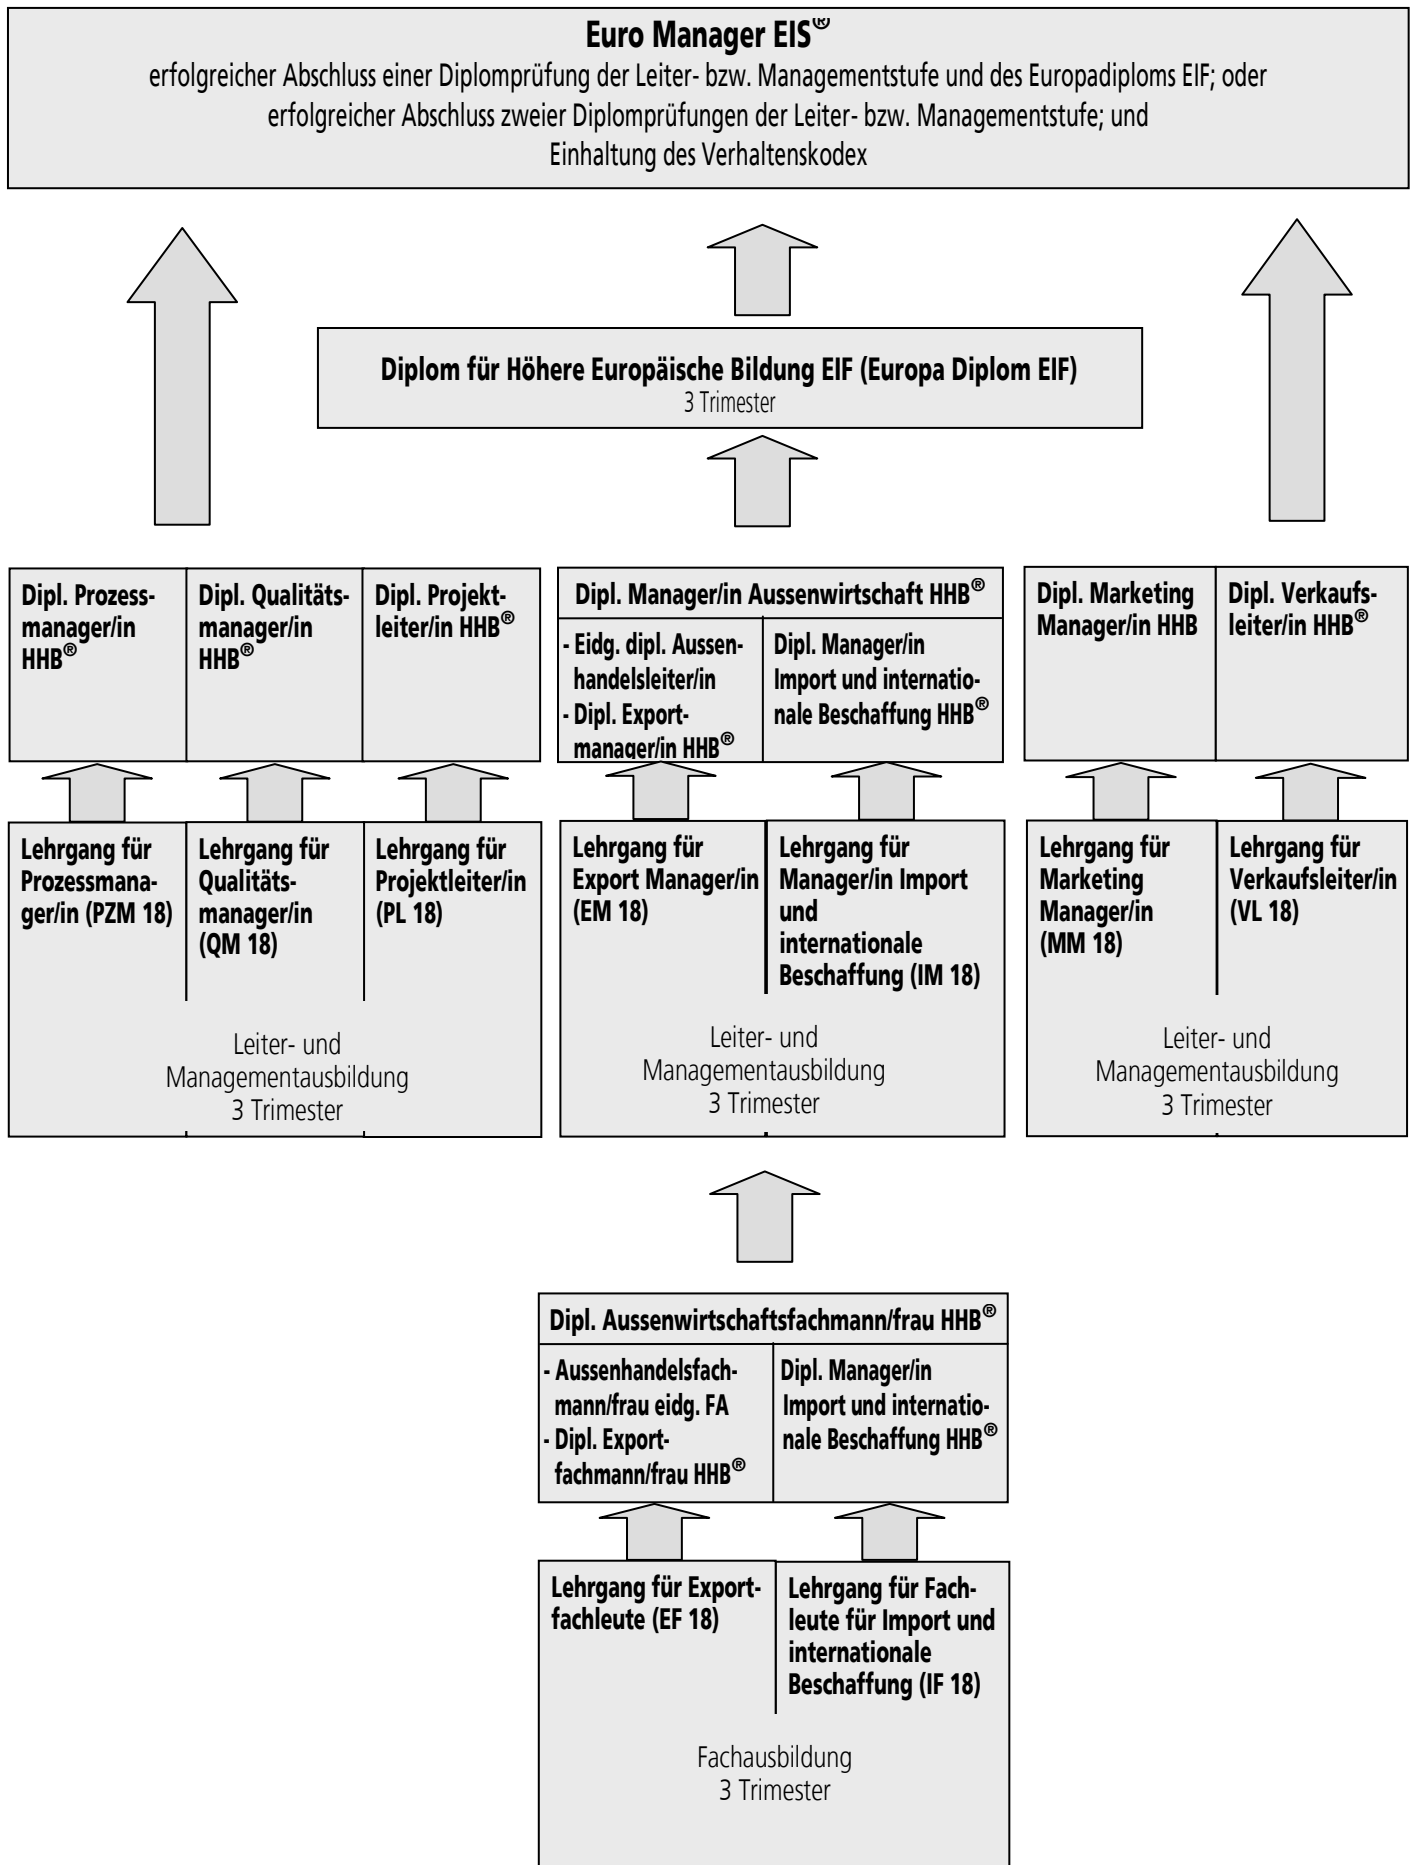 Euro Manager EIS®
erfolgreicher Abschluss einer Diplomprüfung der Leiter- bzw. Managementstufe und des Europadiploms EIF; oder
erfolgreicher Abschluss zweier Diplomprüfungen der Leiter- bzw. Managementstufe; und
Einhaltung des Verhaltenskodex
Diplom für Höhere Europäische Bildung EIF (Europa Diplom EIF)
3 Trimester
Dipl. Prozess-
manager/in
HHB®
Dipl. Qualitäts-
manager/in
HHB®
Dipl. Projekt-
leiter/in HHB®
Dipl. Manager/in Aussenwirtschaft HHB®
- Eidg. dipl. Aussen-
handelsleiter/in
- Dipl. Export-
manager/in HHB®
Dipl. Manager/in
Import und internatio-
nale Beschaffung HHB®
Dipl. Marketing
Manager/in HHB
Dipl. Verkaufs-
leiter/in HHB®
Lehrgang für
Prozessmana-
ger/in (PZM 18)
Lehrgang für
Qualitäts-
manager/in
(QM 18)
Lehrgang für
Projektleiter/in
(PL 18)
Leiter- und
Managementausbildung
3 Trimester
Lehrgang für
Export Manager/in
(EM 18)
Lehrgang für
Manager/in Import
und
internationale
Beschaffung (IM 18)
Leiter- und
Managementausbildung
3 Trimester
Lehrgang für
Marketing
Manager/in
(MM 18)
Lehrgang für
Verkaufsleiter/in
(VL 18)
Leiter- und
Managementausbildung
3 Trimester
Dipl. Aussenwirtschaftsfachmann/frau HHB®
- Aussenhandelsfach-
mann/frau eidg. FA
- Dipl. Export-
fachmann/frau HHB®
Dipl. Manager/in
Import und internatio-
nale Beschaffung HHB®
Lehrgang für Export-
fachleute (EF 18)
Lehrgang für Fach-
leute für Import und
internationale
Beschaffung (IF 18)
Fachausbildung
3 Trimester